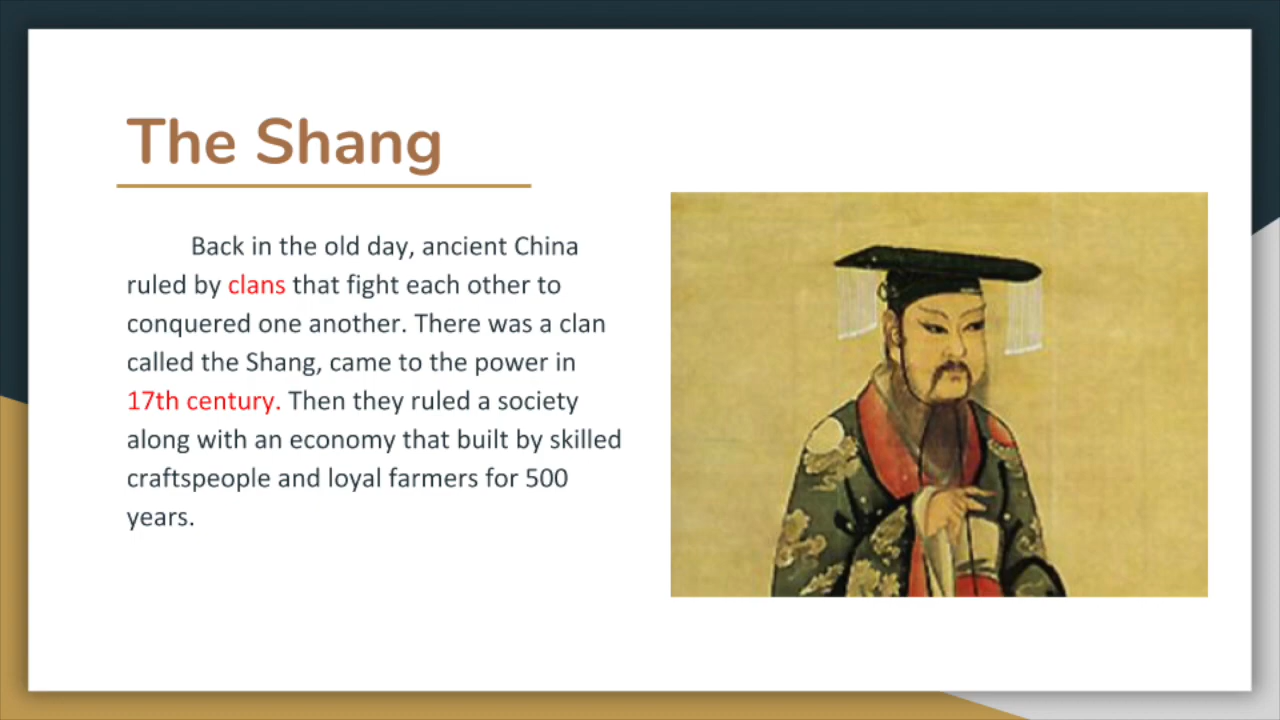 The Shang
Back in the old day, ancient China
ruled by clans that fight each other to
conquered one another. There was a clan
called the Shang, came to the power in
17th century. Then they ruled a society
along with an economy that built by skilled
craftspeople and loyal farmers for 500
years.